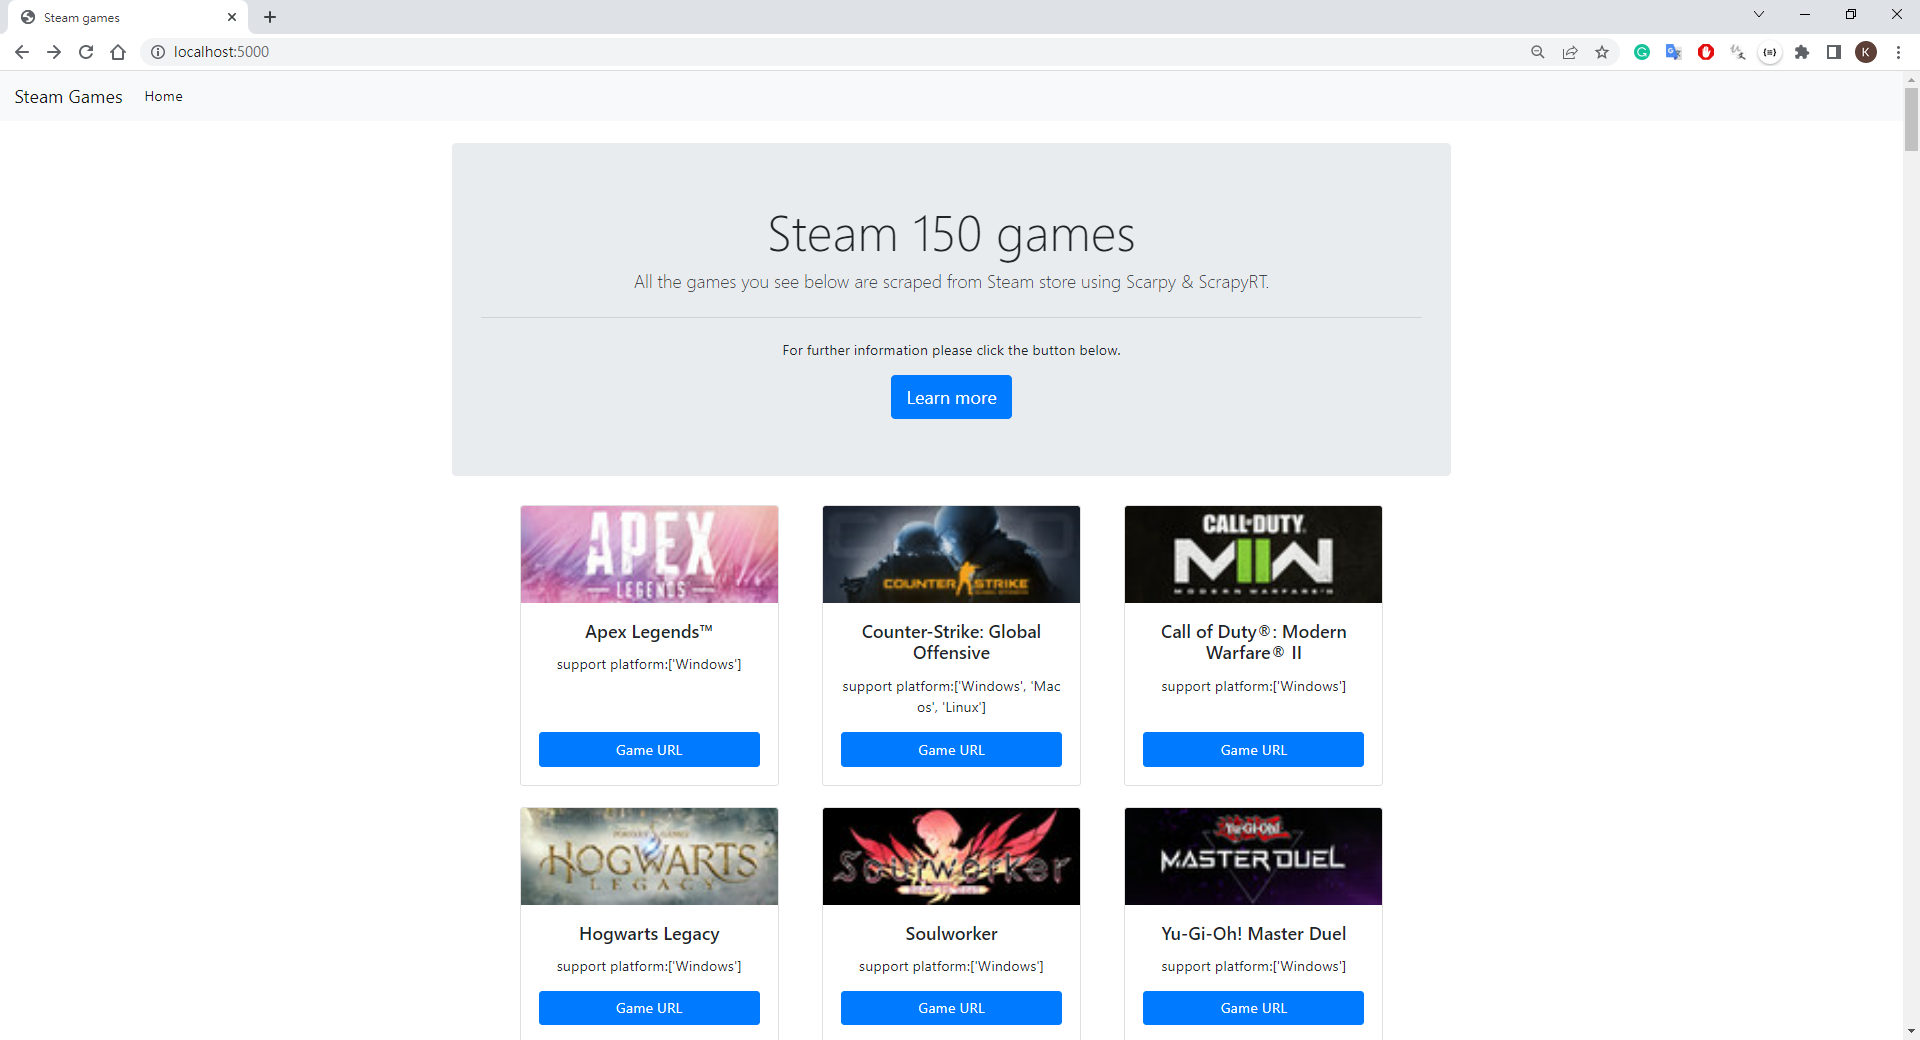 Steam games
localhost:5000
K
Steam Games Home
Steam 150 games
All the games you see below are scraped from Steam store using Scarpy & ScrapyRT.
For further information please click the button below.
Learn more
APEX
LEGENDS
COUNTER STRIKE
GLOBAL OFFENSIVE
CALL OF DUTY
MWII
MODERN WARFARE II
Apex Legends™
support platform:['Windows']
Game URL
Counter-Strike: Global
Offensive
support platform:['Windows', 'Mac
os', 'Linux']
Game URL
Call of Duty®: Modern
Warfare® II
support platform:['Windows']
Game URL
HOGWARTS
LEGACY
Soulworker
Yu-Gi-Oh!
MASTER DUEL
Hogwarts Legacy
support platform:['Windows']
Game URL
Soulworker
support platform:['Windows']
Game URL
Yu-Gi-Oh! Master Duel
support platform:['Windows']
Game URL